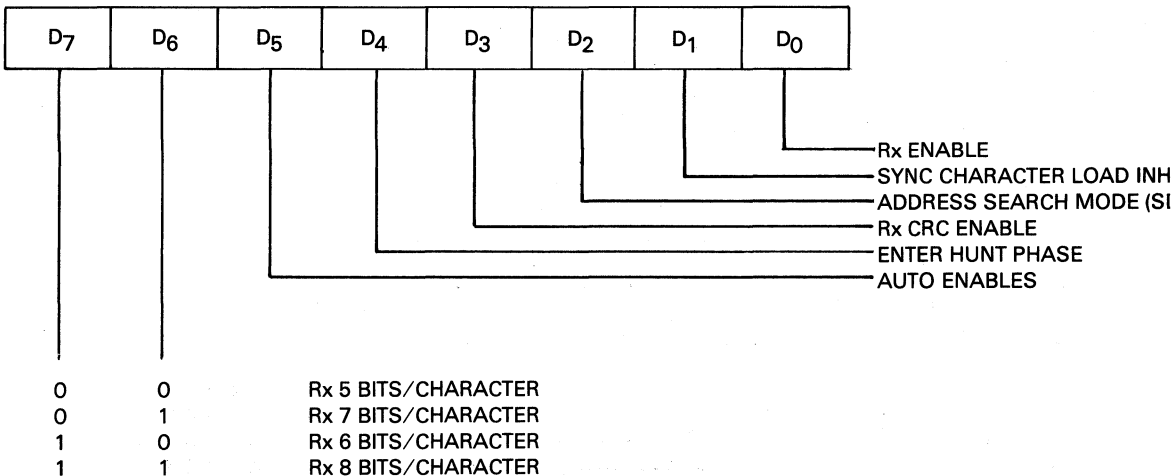 D7 D6 D5 D4 D3 D2 D1 D0
Rx ENABLE
SYNC CHARACTER LOAD INH
ADDRESS SEARCH MODE (SD
Rx CRC ENABLE
ENTER HUNT PHASE
AUTO ENABLES
0 0 Rx 5 BITS/CHARACTER
0 1 Rx 7 BITS/CHARACTER
1 0 Rx 6 BITS/CHARACTER
1 1 Rx 8 BITS/CHARACTER